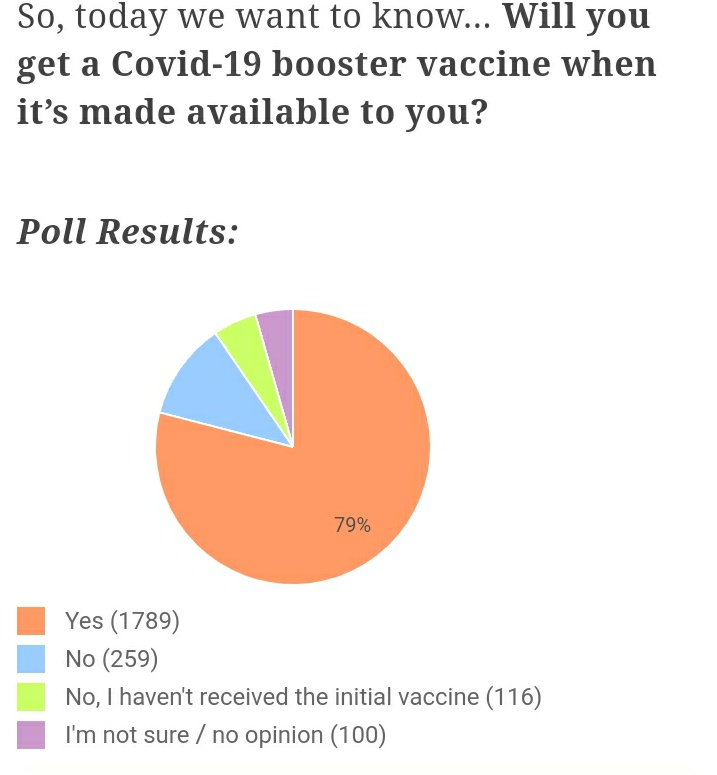 So, today we want to know... Will you
get a Covid-19 booster vaccine when
it’s made available to you?
Poll Results:
79%
Yes (1789)
No (259)
No, I haven't received the initial vaccine (116)
I'm not sure / no opinion (100)